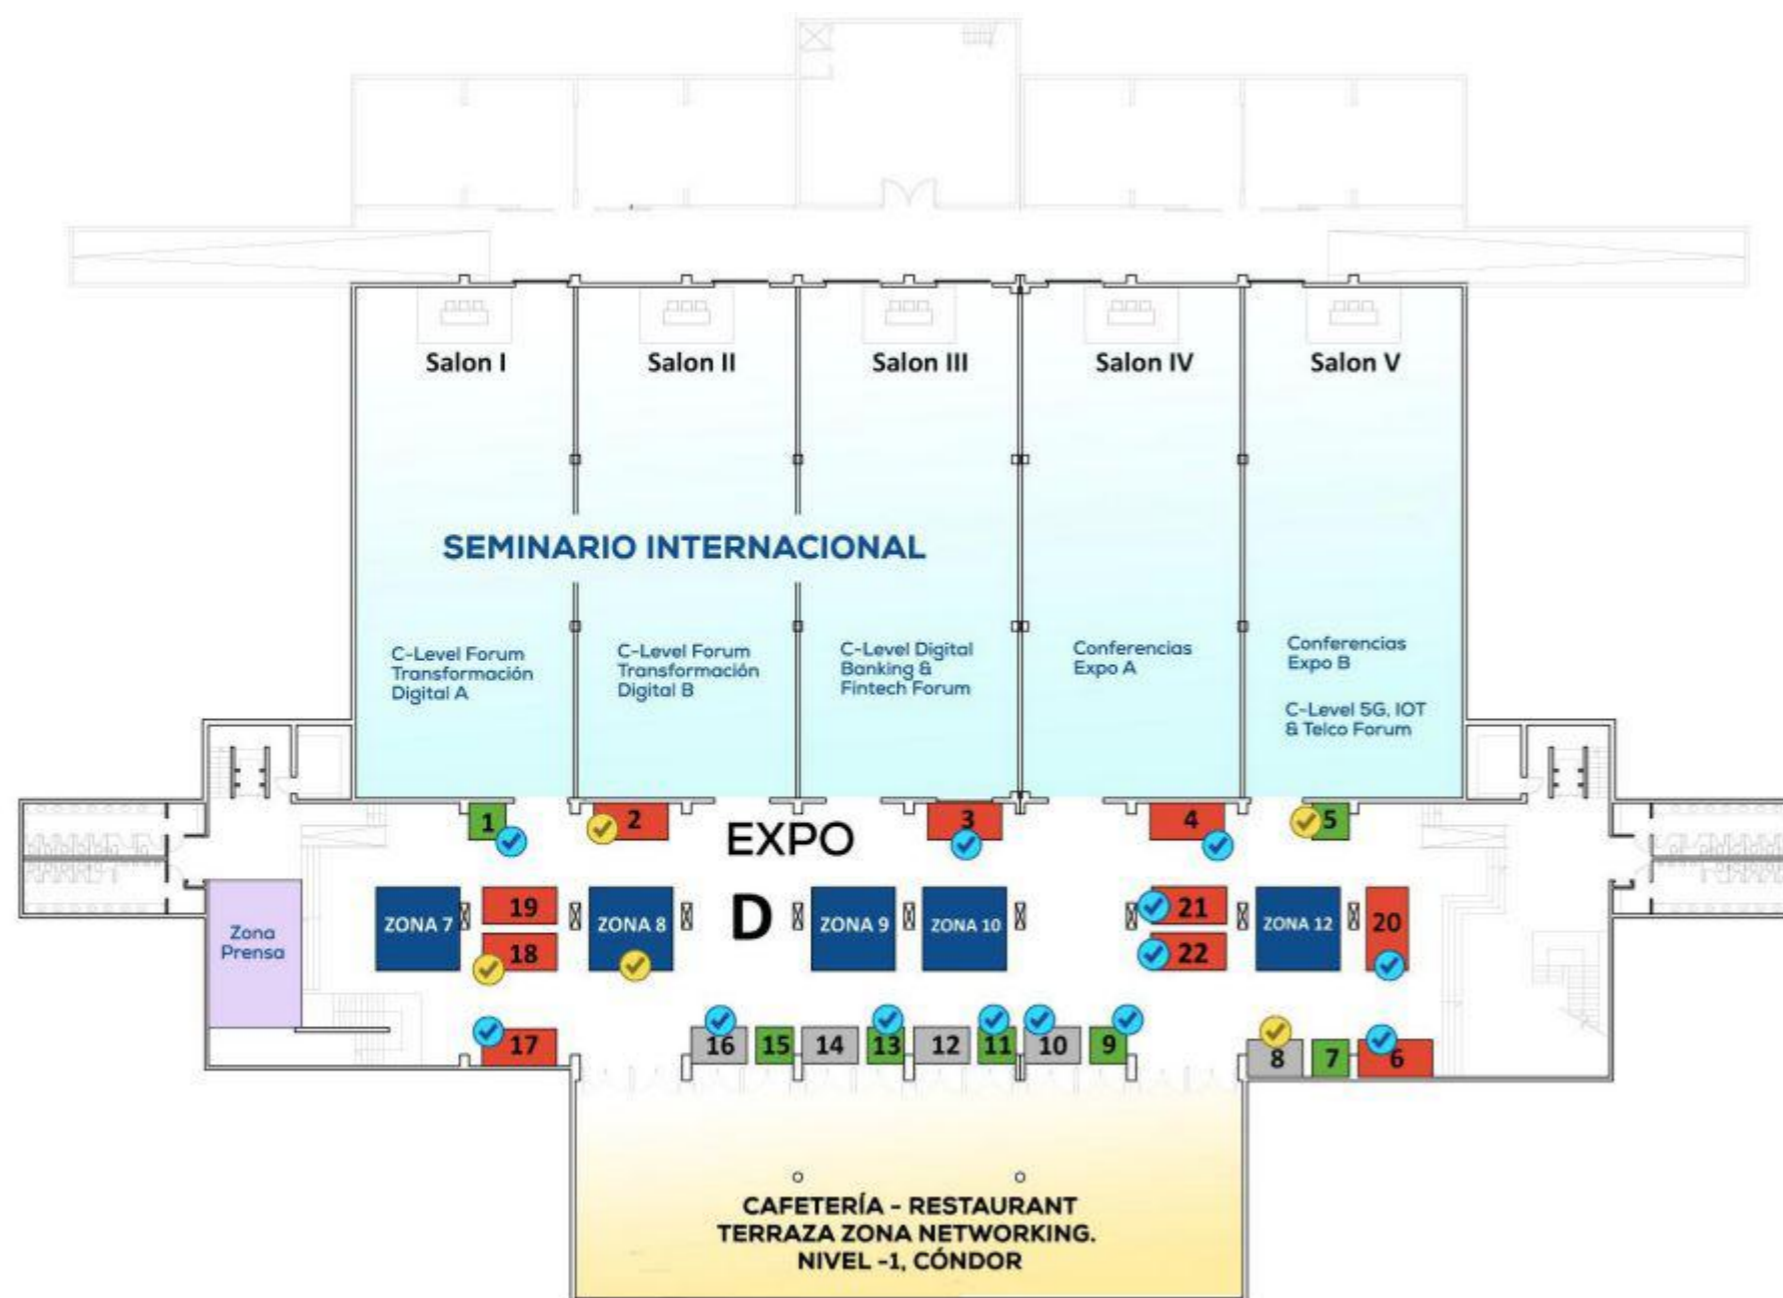 Salon I
Salon II
Salon III
Salon IV
Salon V
SEMINARIO INTERNACIONAL
C-Level Forum
Transformación
Digital A
C-Level Forum
Transformación
Digital B
C-Level Digital
Banking &
Fintech Forum
Conferencias
Expo A
Conferencias
Expo B
C-Level 5G, IOT
& Telco Forum
1
2
EXPO
3
4
5
Zona
Prensa
ZONA 7
19
18
ZONA 8
D
ZONA 9
ZONA 10
21
22
ZONA 12
20
17
16
15
14
13
12
11
10
9
8
7
6
CAFETERÍA - RESTAURANT
TERRAZA ZONA NETWORKING.
NIVEL -1, CÓNDOR